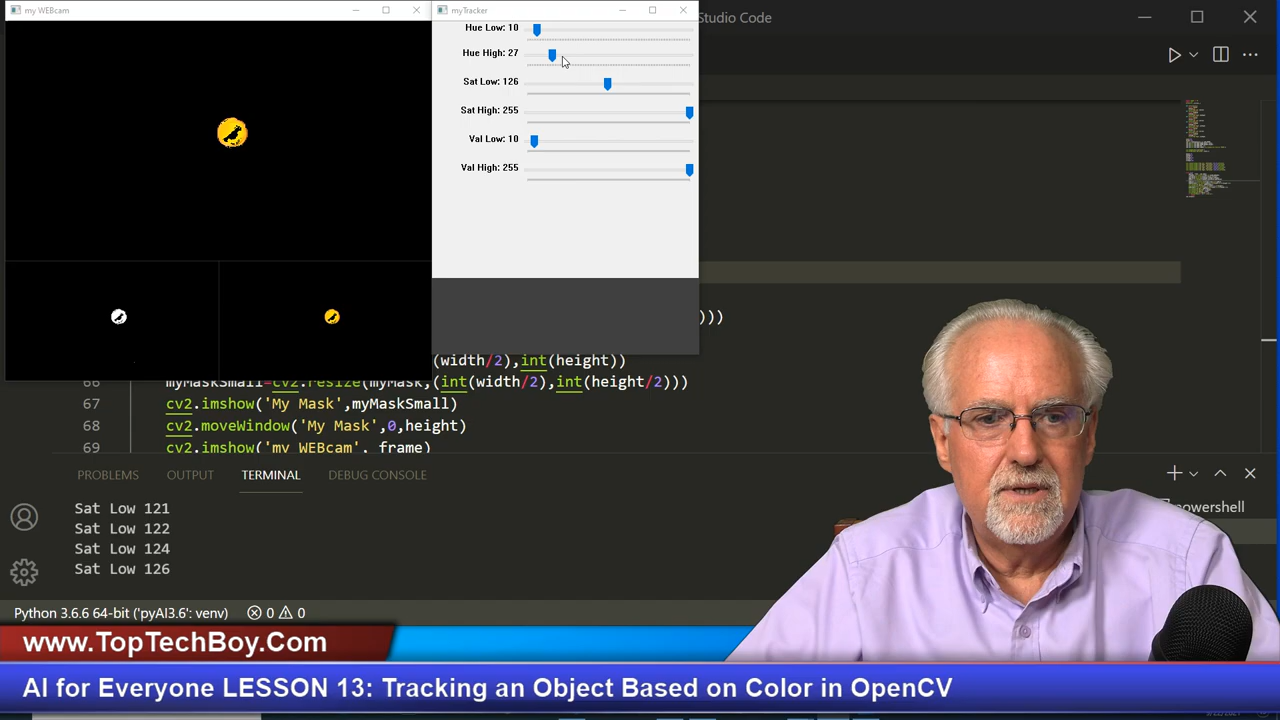 my WEBcam
myTracker
Studio Code
Hue Low: 10
Hue High: 27
Sat Low: 126
Sat High: 255
Val Low: 10
Val High: 255
)))
(width/2),int(height))
66 myMaskSmall=cv2.resize(myMask,(int(width/2),int(height/2)))
67 cv2.imshow('My Mask',myMaskSmall)
68 cv2.moveWindow('My Mask',0,height)
69 cv2.imshow('my WEBcam', frame)
PROBLEMS OUTPUT TERMINAL DEBUG CONSOLE
powershell
Sat Low 121
Sat Low 122
Sat Low 124
Sat Low 126
Python 3.6.6 64-bit ('pyAI3.6': venv) 0 0
www.TopTechBoy.Com
AI for Everyone LESSON 13: Tracking an Object Based on Color in OpenCV